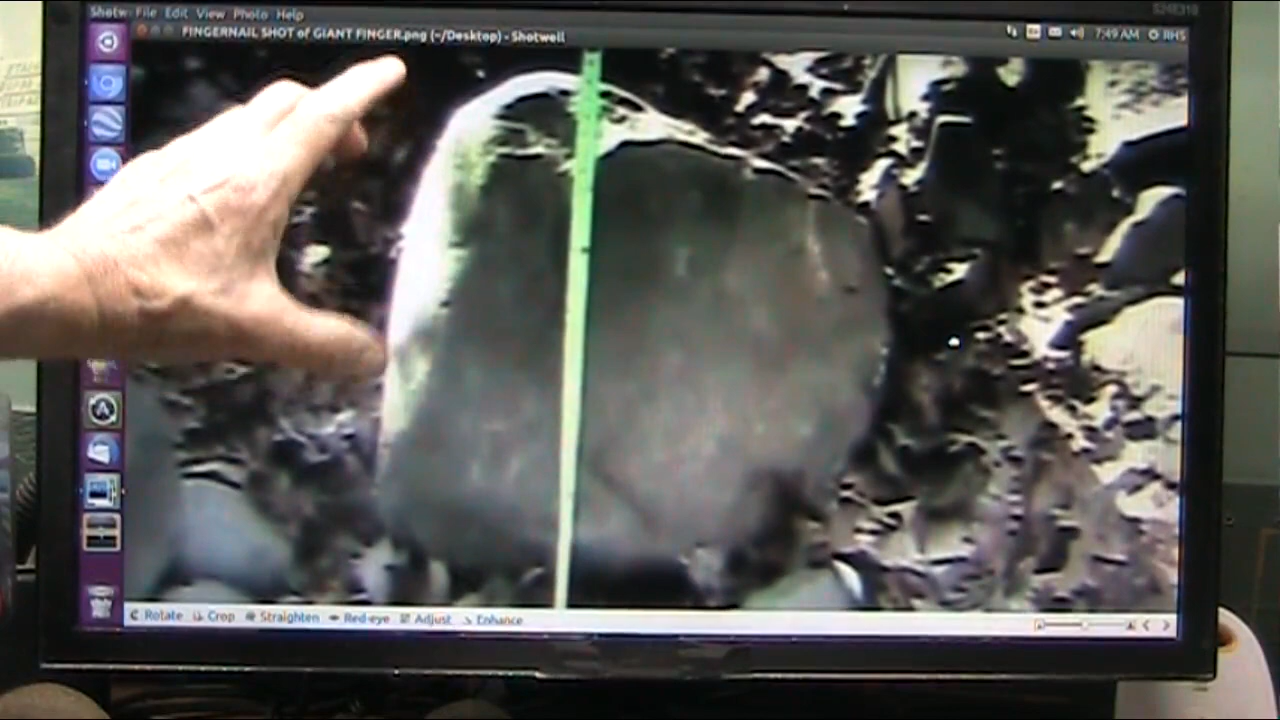 File Edit View Photo Help
FINGERNAIL SHOT of GIANT FINGER.png (~/Desktop) - Shotwell
7:49 AM RHS
Rotate Crop Straighten Red-eye Adjust Enhance